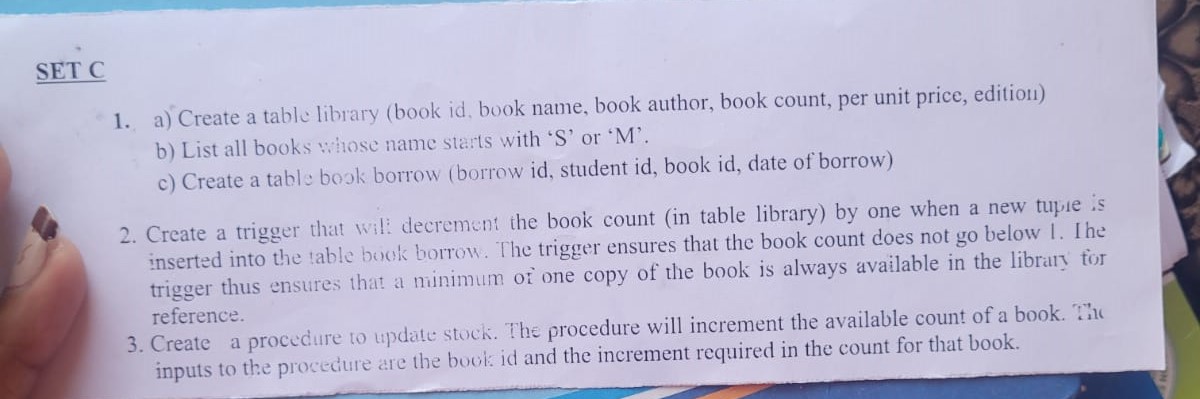 SET C
1. a) Create a table library (book id, book name, book author, book count, per unit price, edition)
b) List all books whose name starts with ‘S’ or ‘M’.
c) Create a table book borrow (borrow id, student id, book id, date of borrow)
2. Create a trigger that will decrement the book count (in table library) by one when a new tuple is
inserted into the table book borrow. The trigger ensures that the book count does not go below 1. The
trigger thus ensures that a minimum of one copy of the book is always available in the library for
reference.
3. Create a procedure to update stock. The procedure will increment the available count of a book. The
inputs to the procedure are the book id and the increment required in the count for that book.